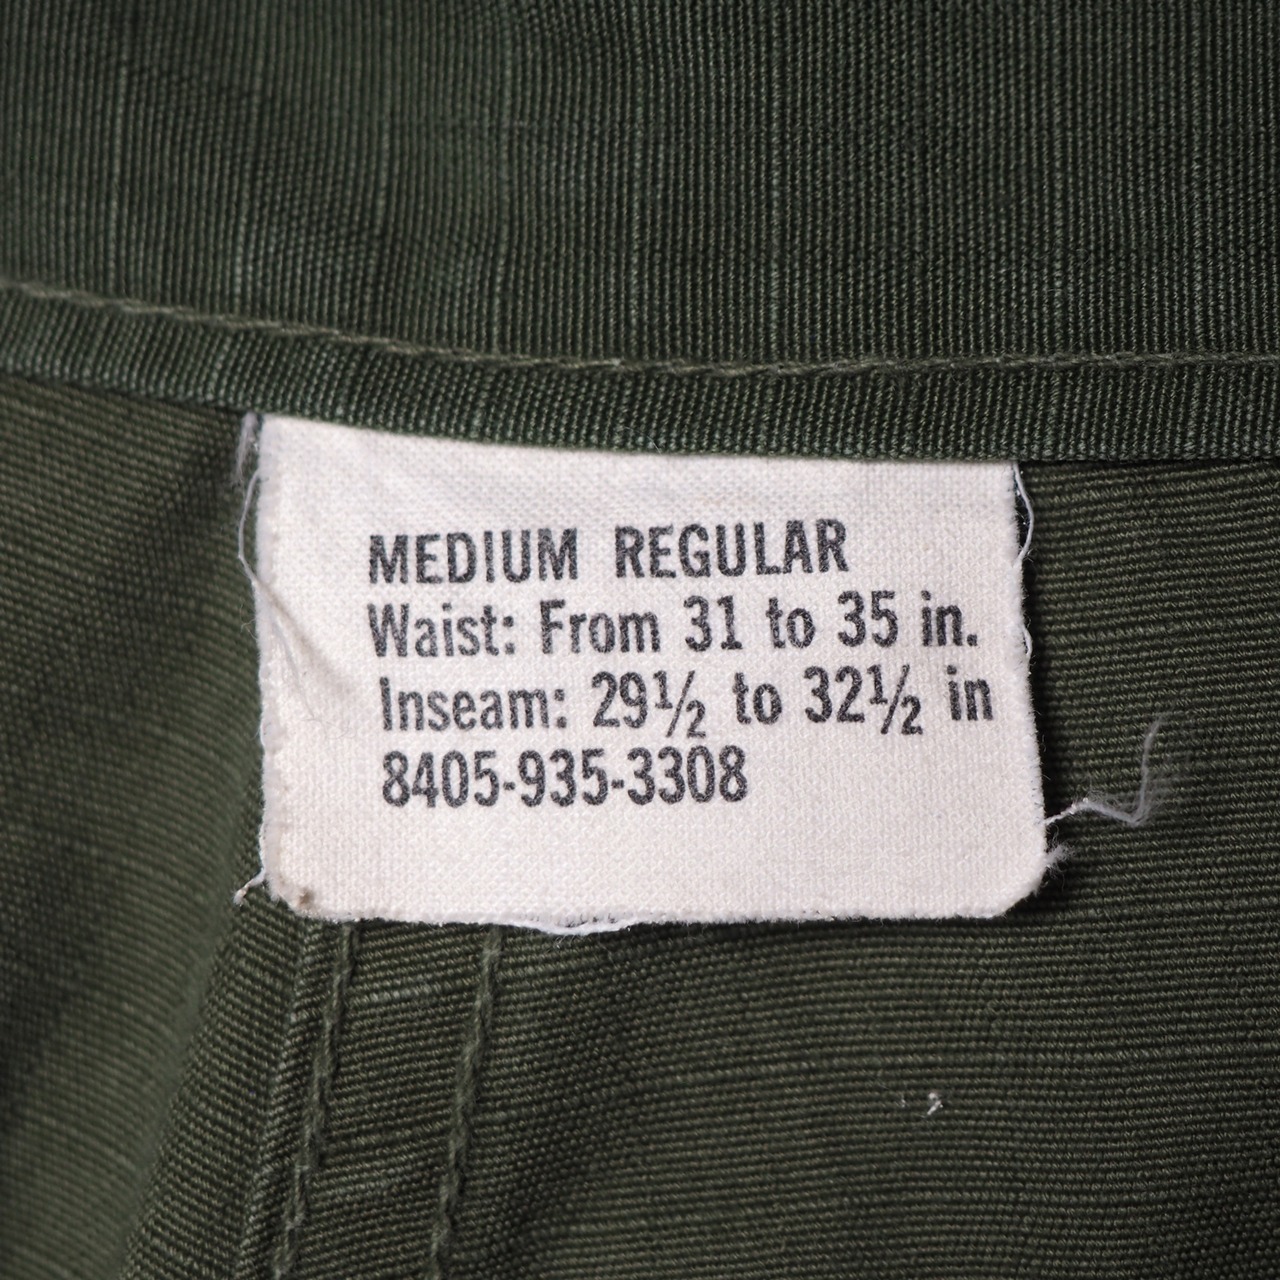 MEDIUM REGULAR
Waist: From 31 to 35 in.
Inseam: 29½ to 32½ in
8405-935-3308